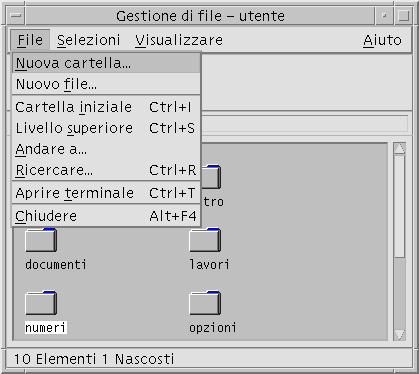 Gestione di file – utente
File Selezioni Visualizzare Aiuto
Nuova cartella...
Nuovo file...
Cartella iniziale Ctrl+I
Livello superiore Ctrl+S
Andare a...
Ricercare... Ctrl+R
Aprire terminale Ctrl+T
Chiudere Alt+F4
tro
documenti lavori
numeri opzioni
10 Elementi 1 Nascosti